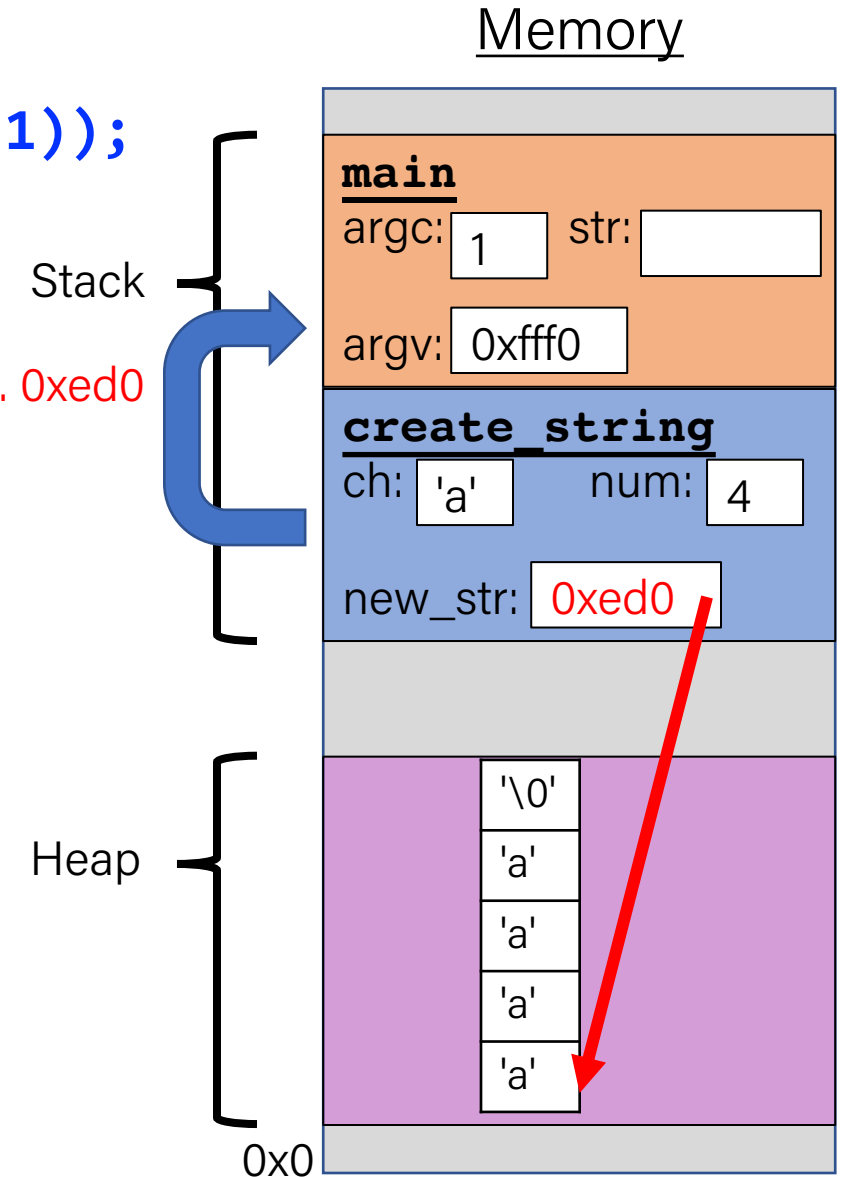 Memory
1));
main
argc: 1 str:
Stack
argv: 0xfff0
. 0xed0
create_string
ch: 'a' num: 4
new_str: 0xed0
'\0'
Heap
'a'
'a'
'a'
'a'
0x0